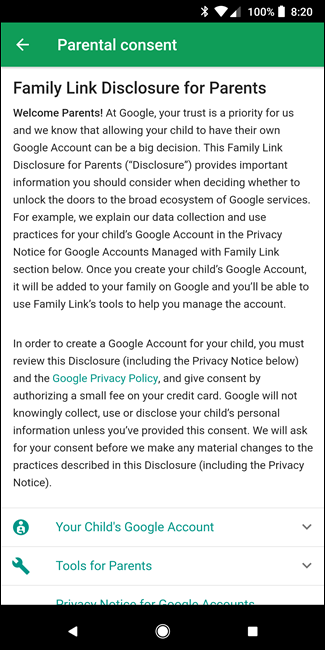 100% 8:20
Parental consent
Family Link Disclosure for Parents
Welcome Parents! At Google, your trust is a priority for us
and we know that allowing your child to have their own
Google Account can be a big decision. This Family Link
Disclosure for Parents (“Disclosure”) provides important
information you should consider when deciding whether to
unlock the doors to the broad ecosystem of Google services.
For example, we explain our data collection and use
practices for your child’s Google Account in the Privacy
Notice for Google Accounts Managed with Family Link
section below. Once you create your child’s Google Account,
it will be added to your family on Google and you’ll be able to
use Family Link’s tools to help you manage the account.
In order to create a Google Account for your child, you must
review this Disclosure (including the Privacy Notice below)
and the Google Privacy Policy, and give consent by
authorizing a small fee on your credit card. Google will not
knowingly collect, use or disclose your child’s personal
information unless you’ve provided this consent. We will ask
for your consent before we make any material changes to the
practices described in this Disclosure (including the Privacy
Notice).
Your Child's Google Account
Tools for Parents
Privacy Notice for Google Accounts